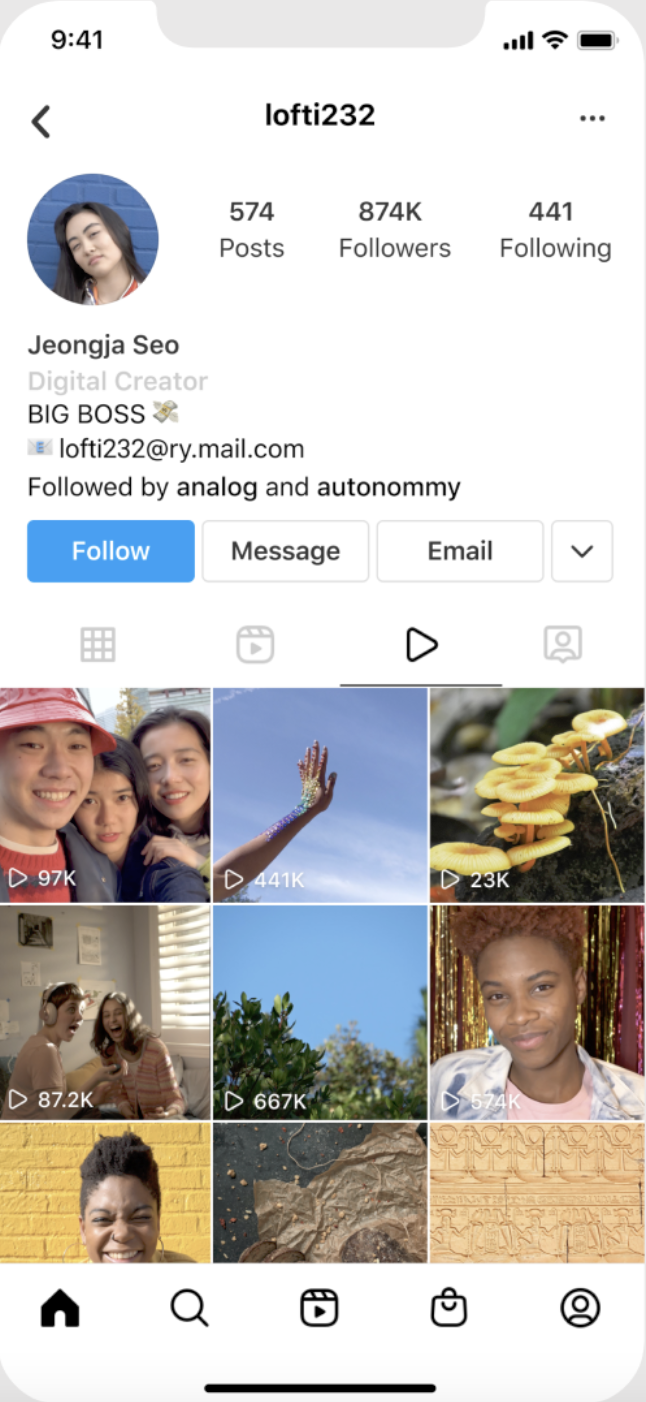 9:41
lofti232
574 874K 441
Posts Followers Following
Jeongja Seo
Digital Creator
BIG BOSS 💸
📧 lofti232@ry.mail.com
Followed by analog and autonommy
Follow Message Email
97K 441K 23K
87.2K 667K 574K